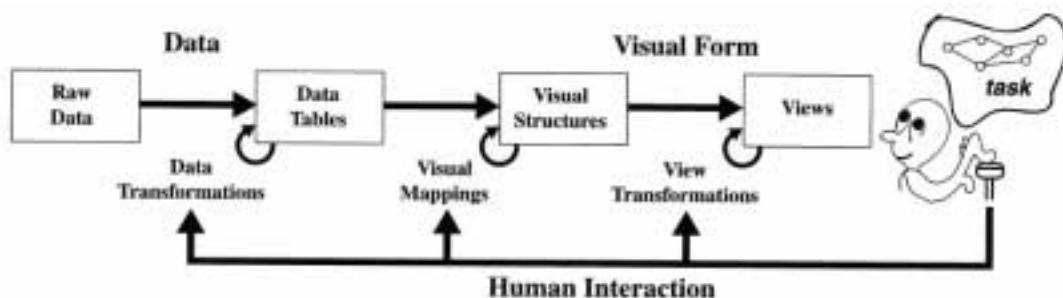 Data
Visual Form
Raw
Data
Data
Tables
Visual
Structures
Views
task
Data
Transformations
Visual
Mappings
View
Transformations
Human Interaction